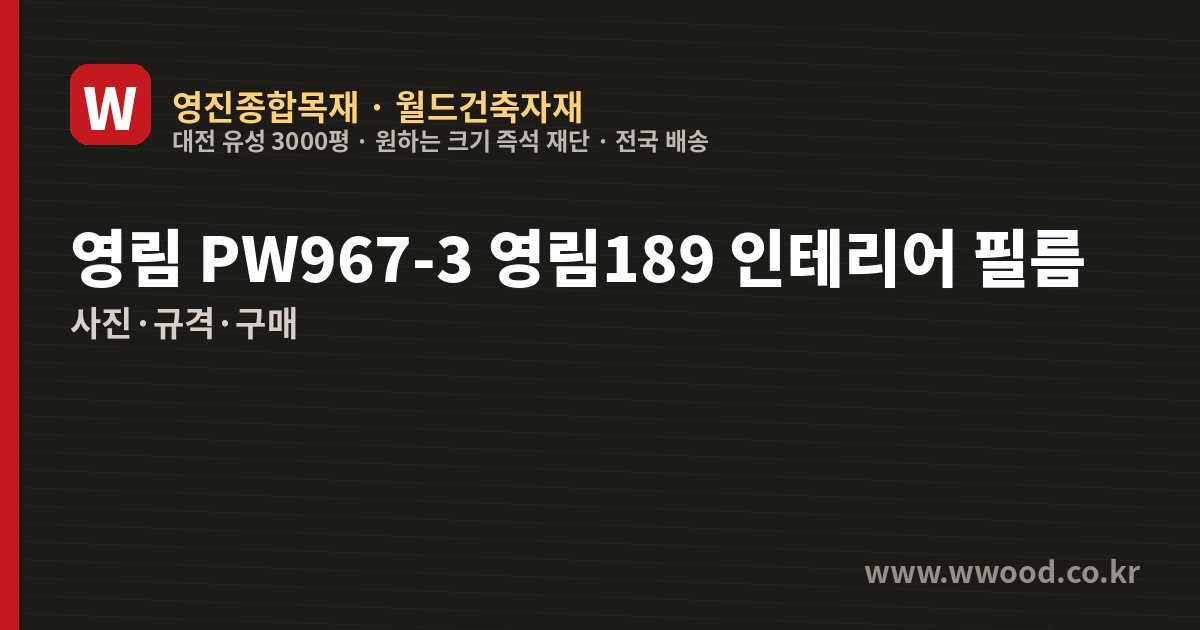 W
영진종합목재 · 월드건축자재
대전 유성 3000평 · 원하는 크기 즉석 재단 · 전국 배송
영림 PW967-3 영림189 인테리어 필름
사진·규격·구매
www.wwood.co.kr